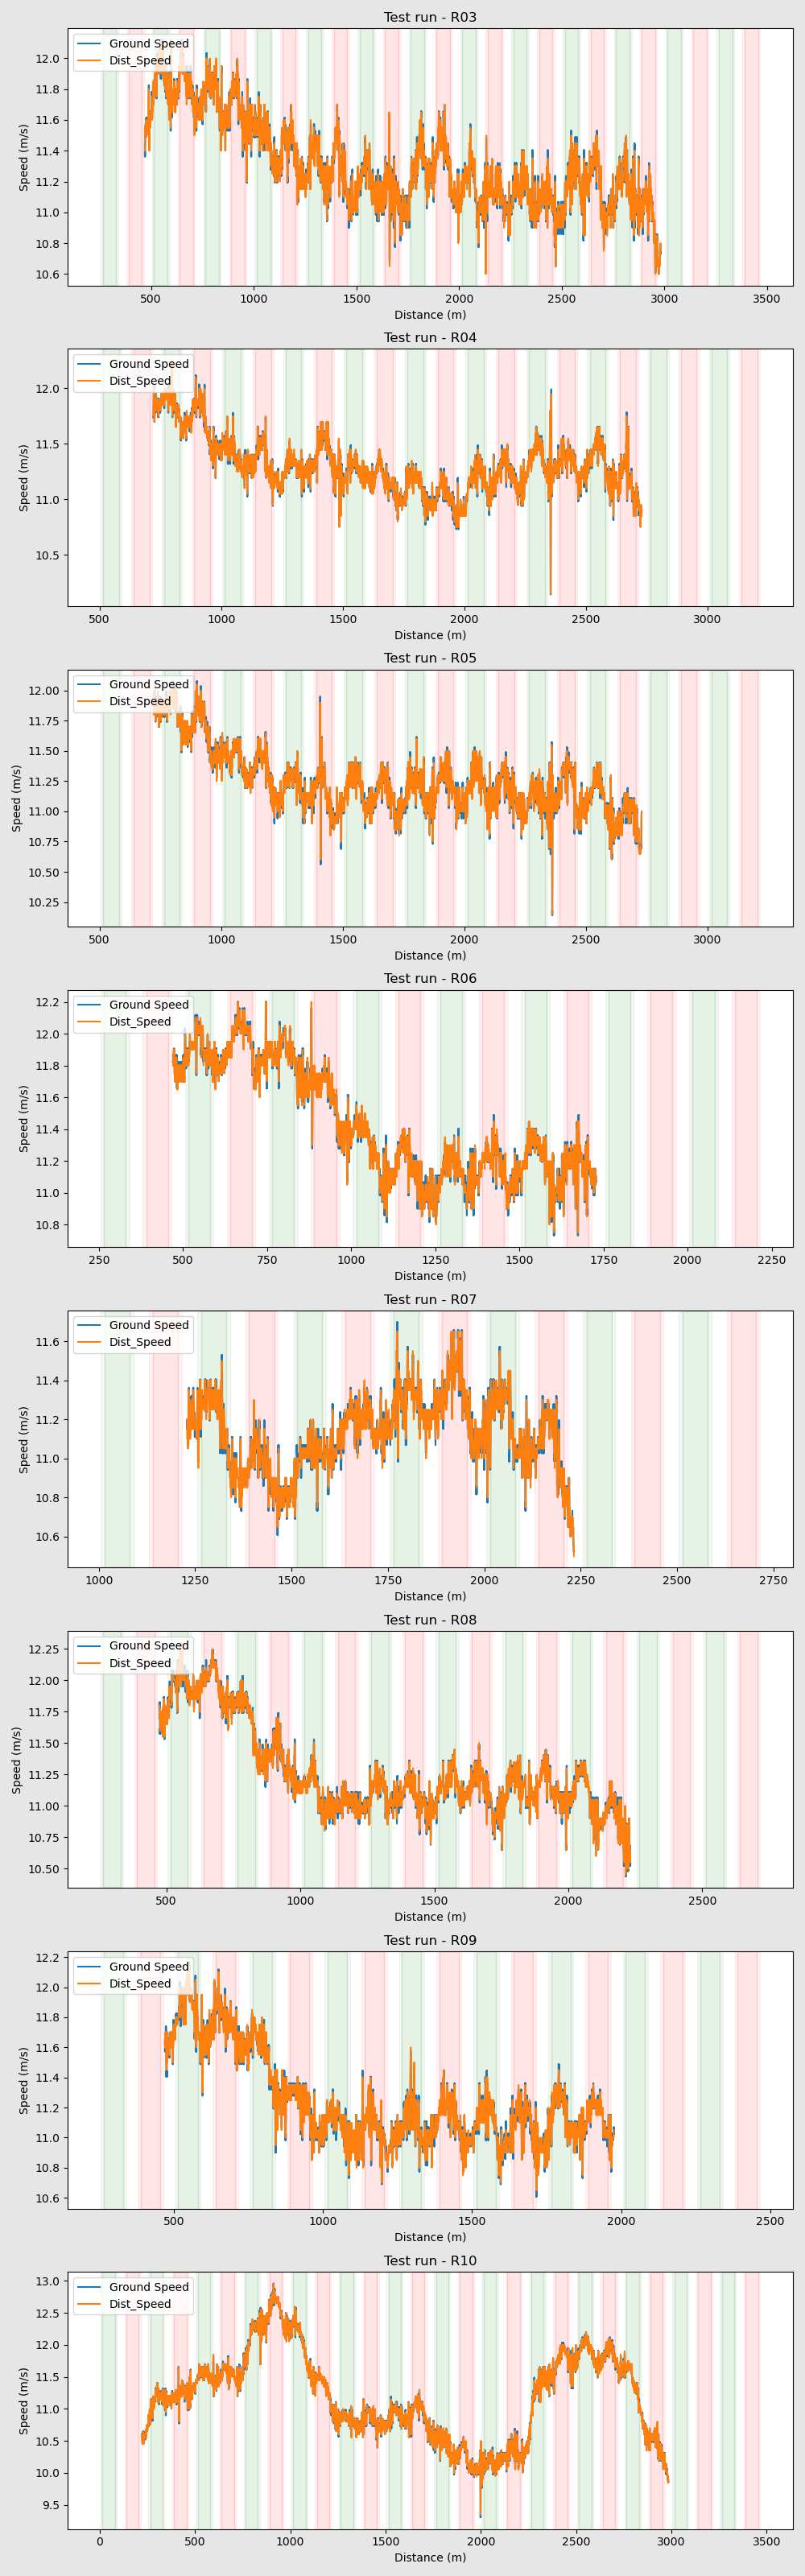 Test run - R03
Ground Speed
Dist_Speed
12.0
11.8
11.6
11.4
11.2
11.0
10.8
10.6
Speed (m/s)
500 1000 1500 2000 2500 3000 3500
Distance (m)
Test run - R04
Ground Speed
Dist_Speed
12.0
11.5
11.0
10.5
Speed (m/s)
500 1000 1500 2000 2500 3000
Distance (m)
Test run - R05
Ground Speed
Dist_Speed
12.00
11.75
11.50
11.25
11.00
10.75
10.50
10.25
Speed (m/s)
500 1000 1500 2000 2500 3000
Distance (m)
Test run - R06
Ground Speed
Dist_Speed
12.2
12.0
11.8
11.6
11.4
11.2
11.0
10.8
Speed (m/s)
250 500 750 1000 1250 1500 1750 2000 2250
Distance (m)
Test run - R07
Ground Speed
Dist_Speed
11.6
11.4
11.2
11.0
10.8
10.6
Speed (m/s)
1000 1250 1500 1750 2000 2250 2500 2750
Distance (m)
Test run - R08
Ground Speed
Dist_Speed
12.25
12.00
11.75
11.50
11.25
11.00
10.75
10.50
Speed (m/s)
500 1000 1500 2000 2500
Distance (m)
Test run - R09
Ground Speed
Dist_Speed
12.2
12.0
11.8
11.6
11.4
11.2
11.0
10.8
10.6
Speed (m/s)
500 1000 1500 2000 2500
Distance (m)
Test run - R10
Ground Speed
Dist_Speed
13.0
12.5
12.0
11.5
11.0
10.5
10.0
9.5
Speed (m/s)
0 500 1000 1500 2000 2500 3000 3500
Distance (m)